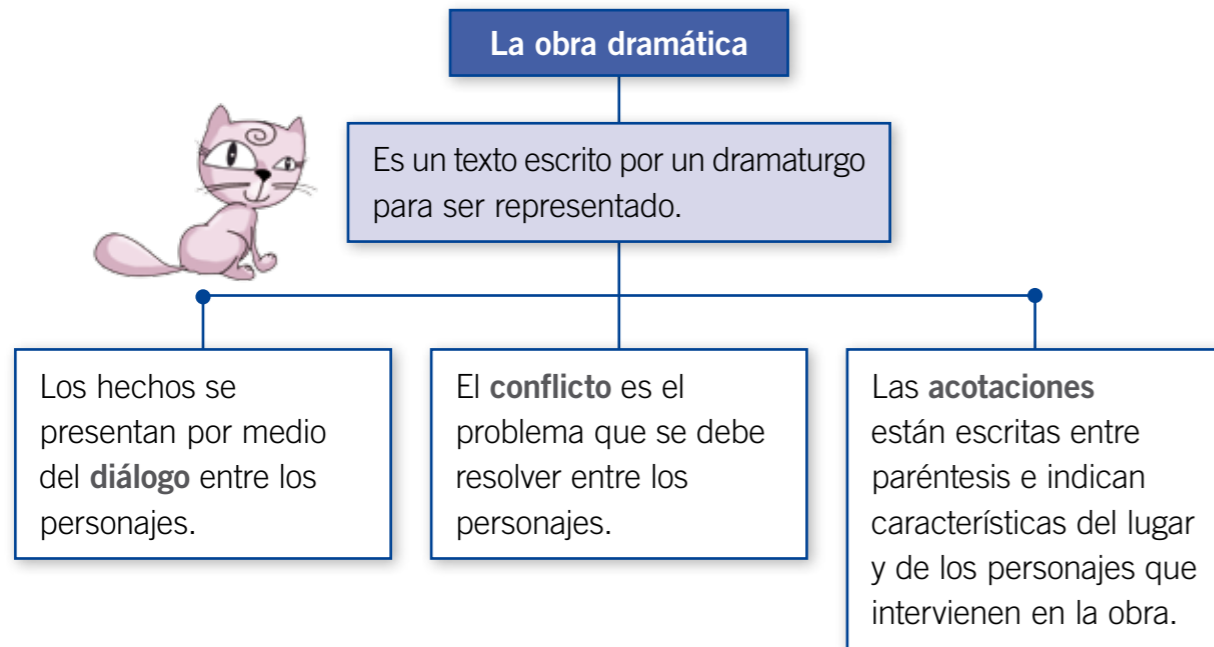 La obra dramática
Es un texto escrito por un dramaturgo
para ser representado.
Los hechos se
presentan por medio
del diálogo entre los
personajes.
El conflicto es el
problema que se debe
resolver entre los
personajes.
Las acotaciones
están escritas entre
paréntesis e indican
características del lugar
y de los personajes que
intervienen en la obra.